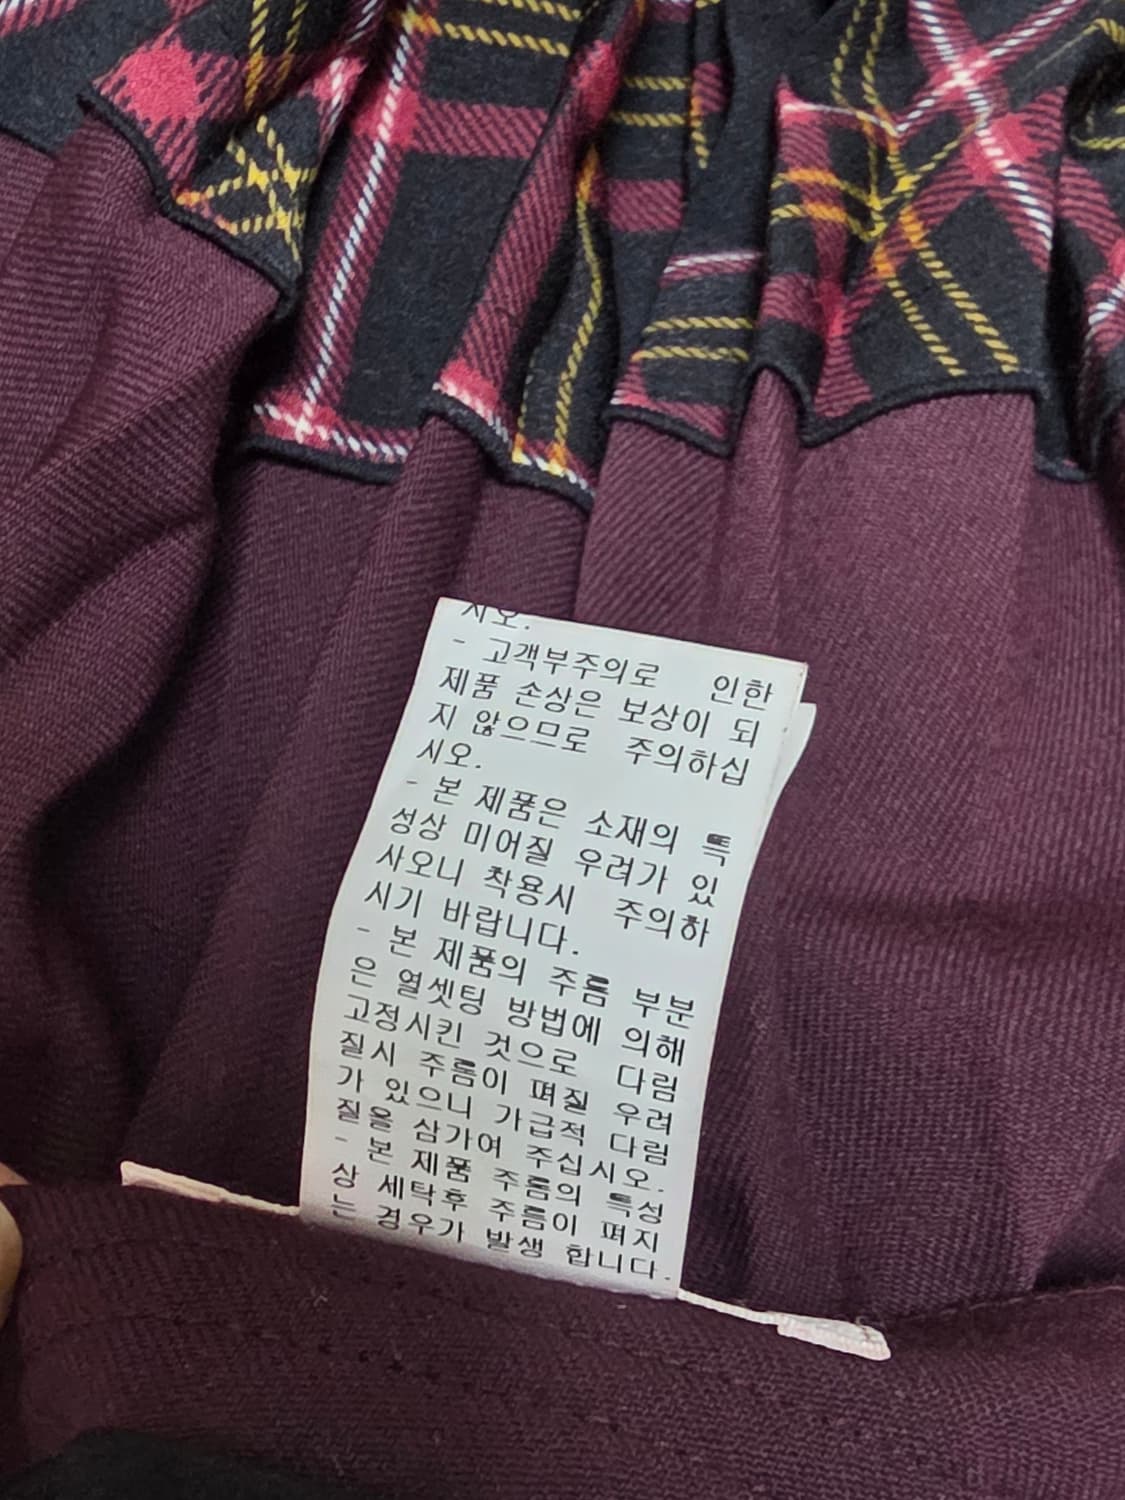 시오.
- 고객부주의로 인한
제품 손상은 보상이 되
지 않으므로 주의하십
시오.
- 본 제품은 소재의 특
성상 미어질 우려가 있
사오니 착용시 주의하
시기 바랍니다.
- 본 제품의 주름 부분
은 열셋팅 방법에 의해
고정시킨 것으로 다림
질시 주름이 펴질 우려
가 있으니 가급적 다림
질을 삼가여 주십시오.
- 본 제품 주름의 특성
상 세탁후 주름이 펴지
는 경우가 발생 합니다.